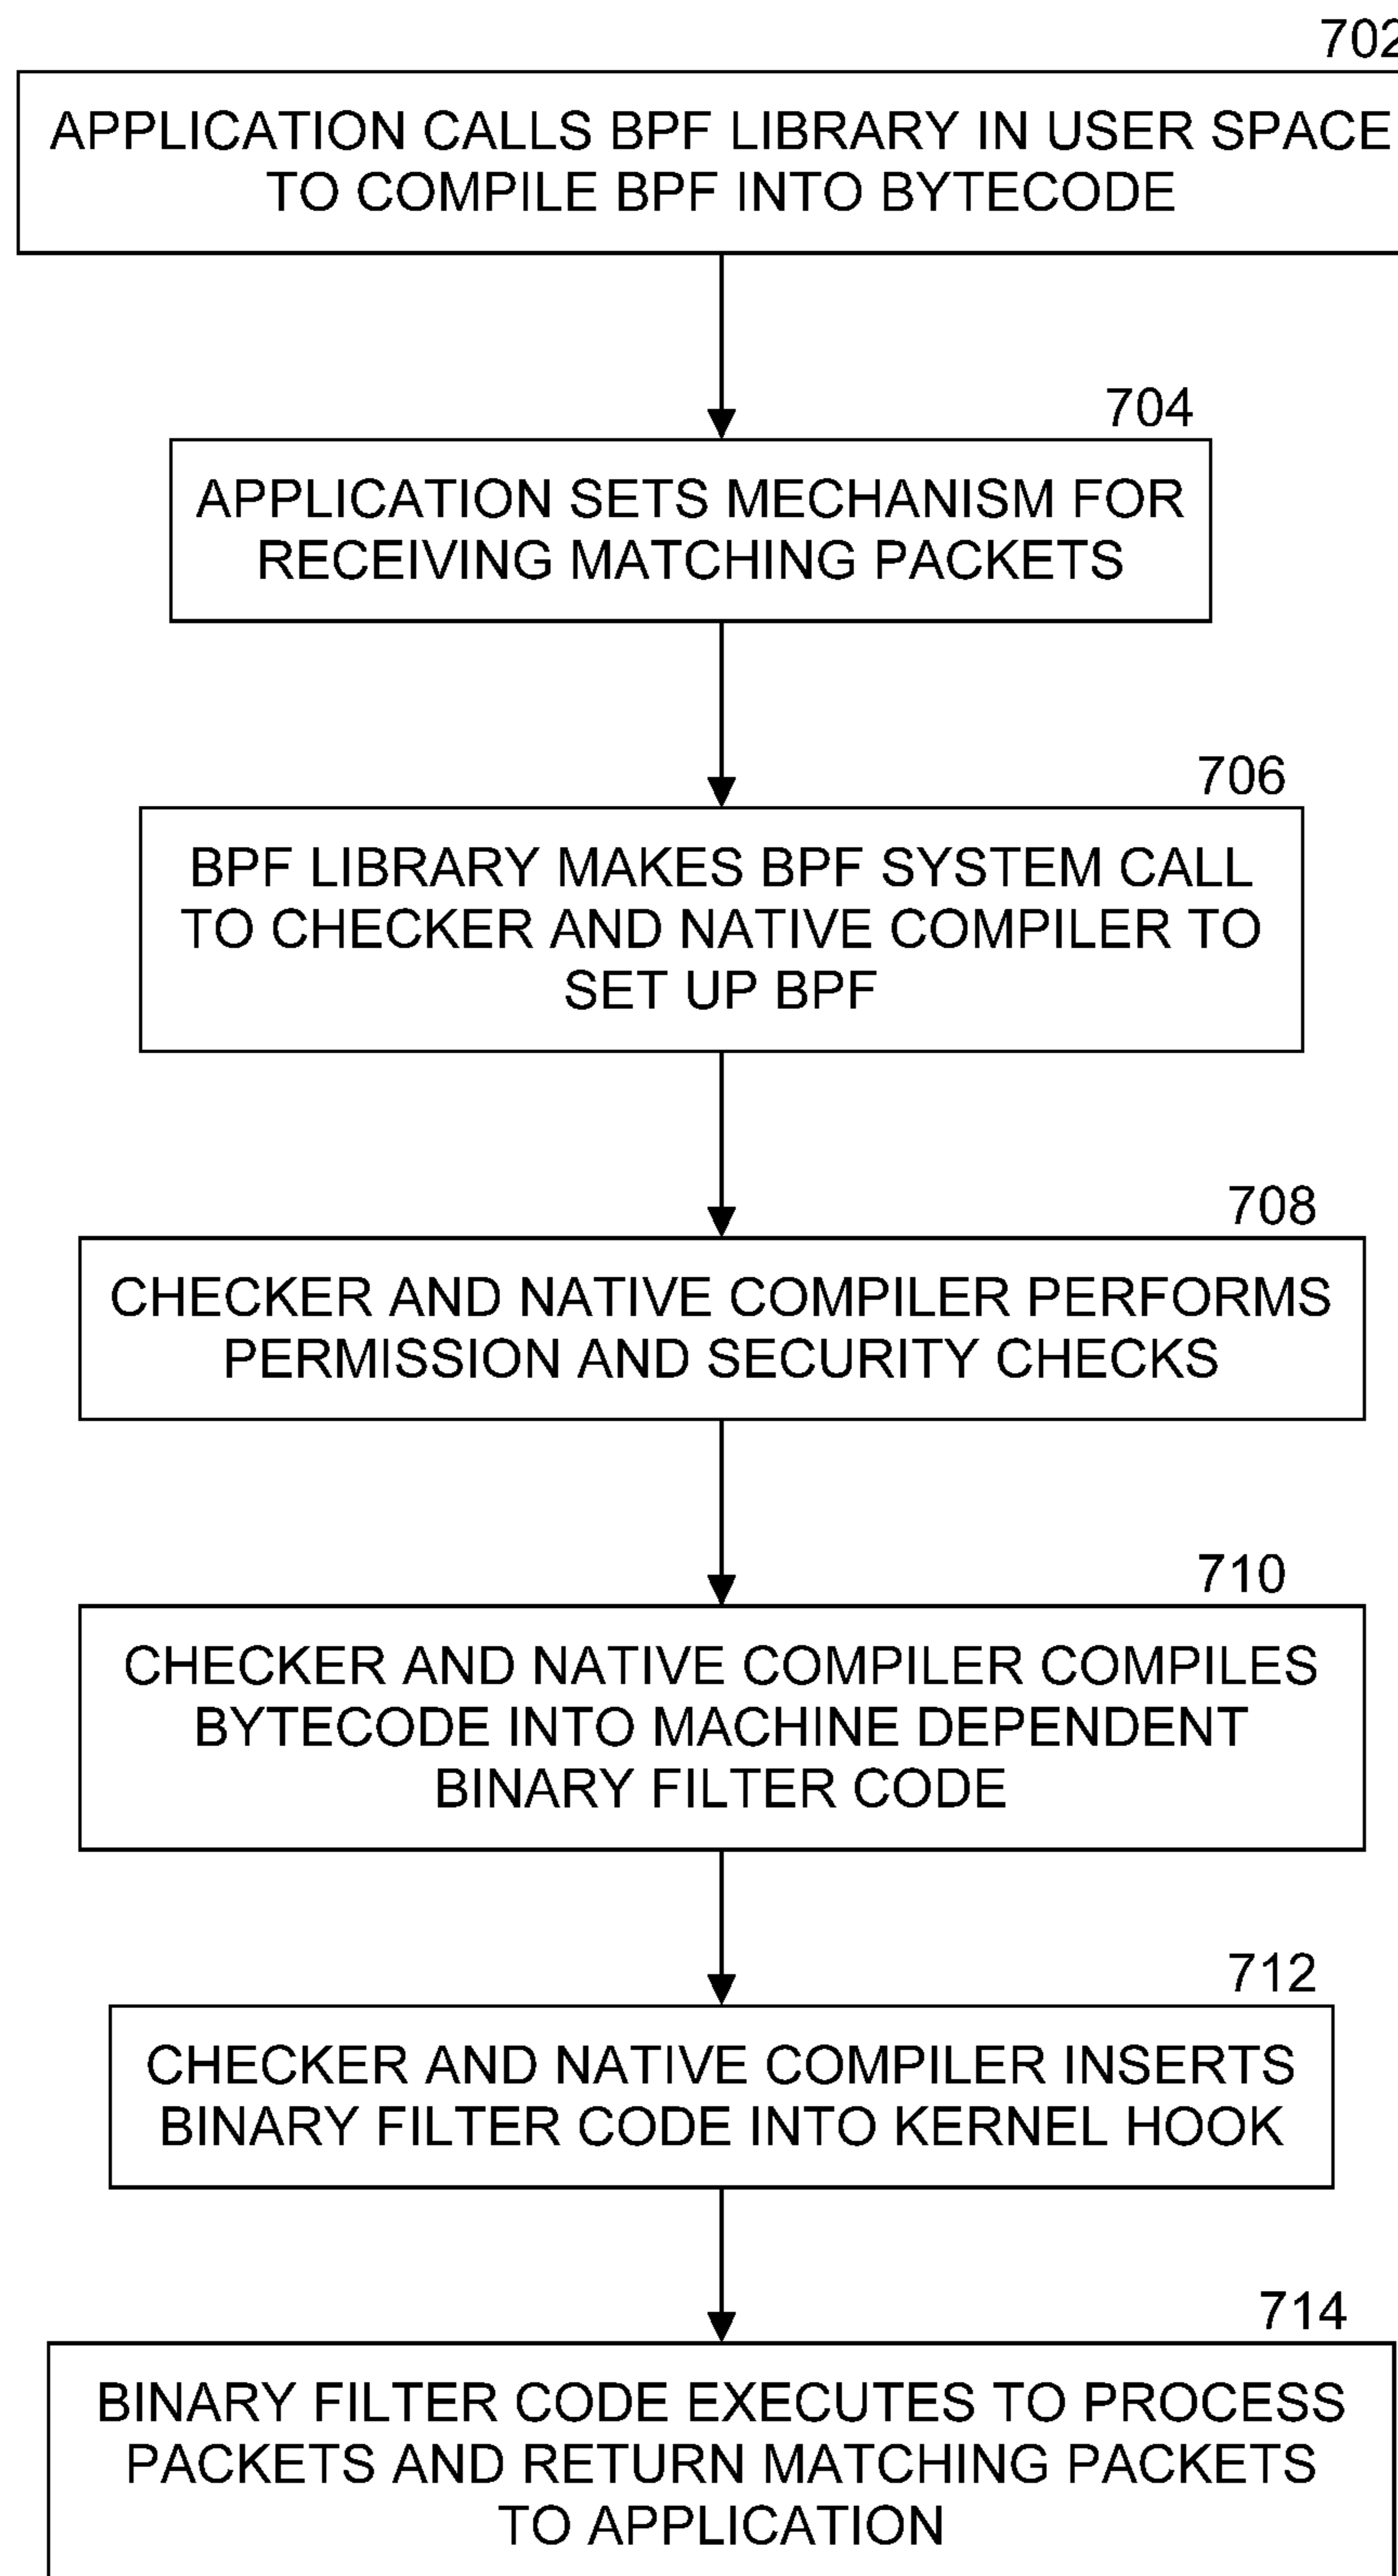 702
APPLICATION CALLS BPF LIBRARY IN USER SPACE
TO COMPILE BPF INTO BYTECODE
704
APPLICATION SETS MECHANISM FOR
RECEIVING MATCHING PACKETS
706
BPF LIBRARY MAKES BPF SYSTEM CALL
TO CHECKER AND NATIVE COMPILER TO
SET UP BPF
708
CHECKER AND NATIVE COMPILER PERFORMS
PERMISSION AND SECURITY CHECKS
710
CHECKER AND NATIVE COMPILER COMPILES
BYTECODE INTO MACHINE DEPENDENT
BINARY FILTER CODE
712
CHECKER AND NATIVE COMPILER INSERTS
BINARY FILTER CODE INTO KERNEL HOOK
714
BINARY FILTER CODE EXECUTES TO PROCESS
PACKETS AND RETURN MATCHING PACKETS
TO APPLICATION